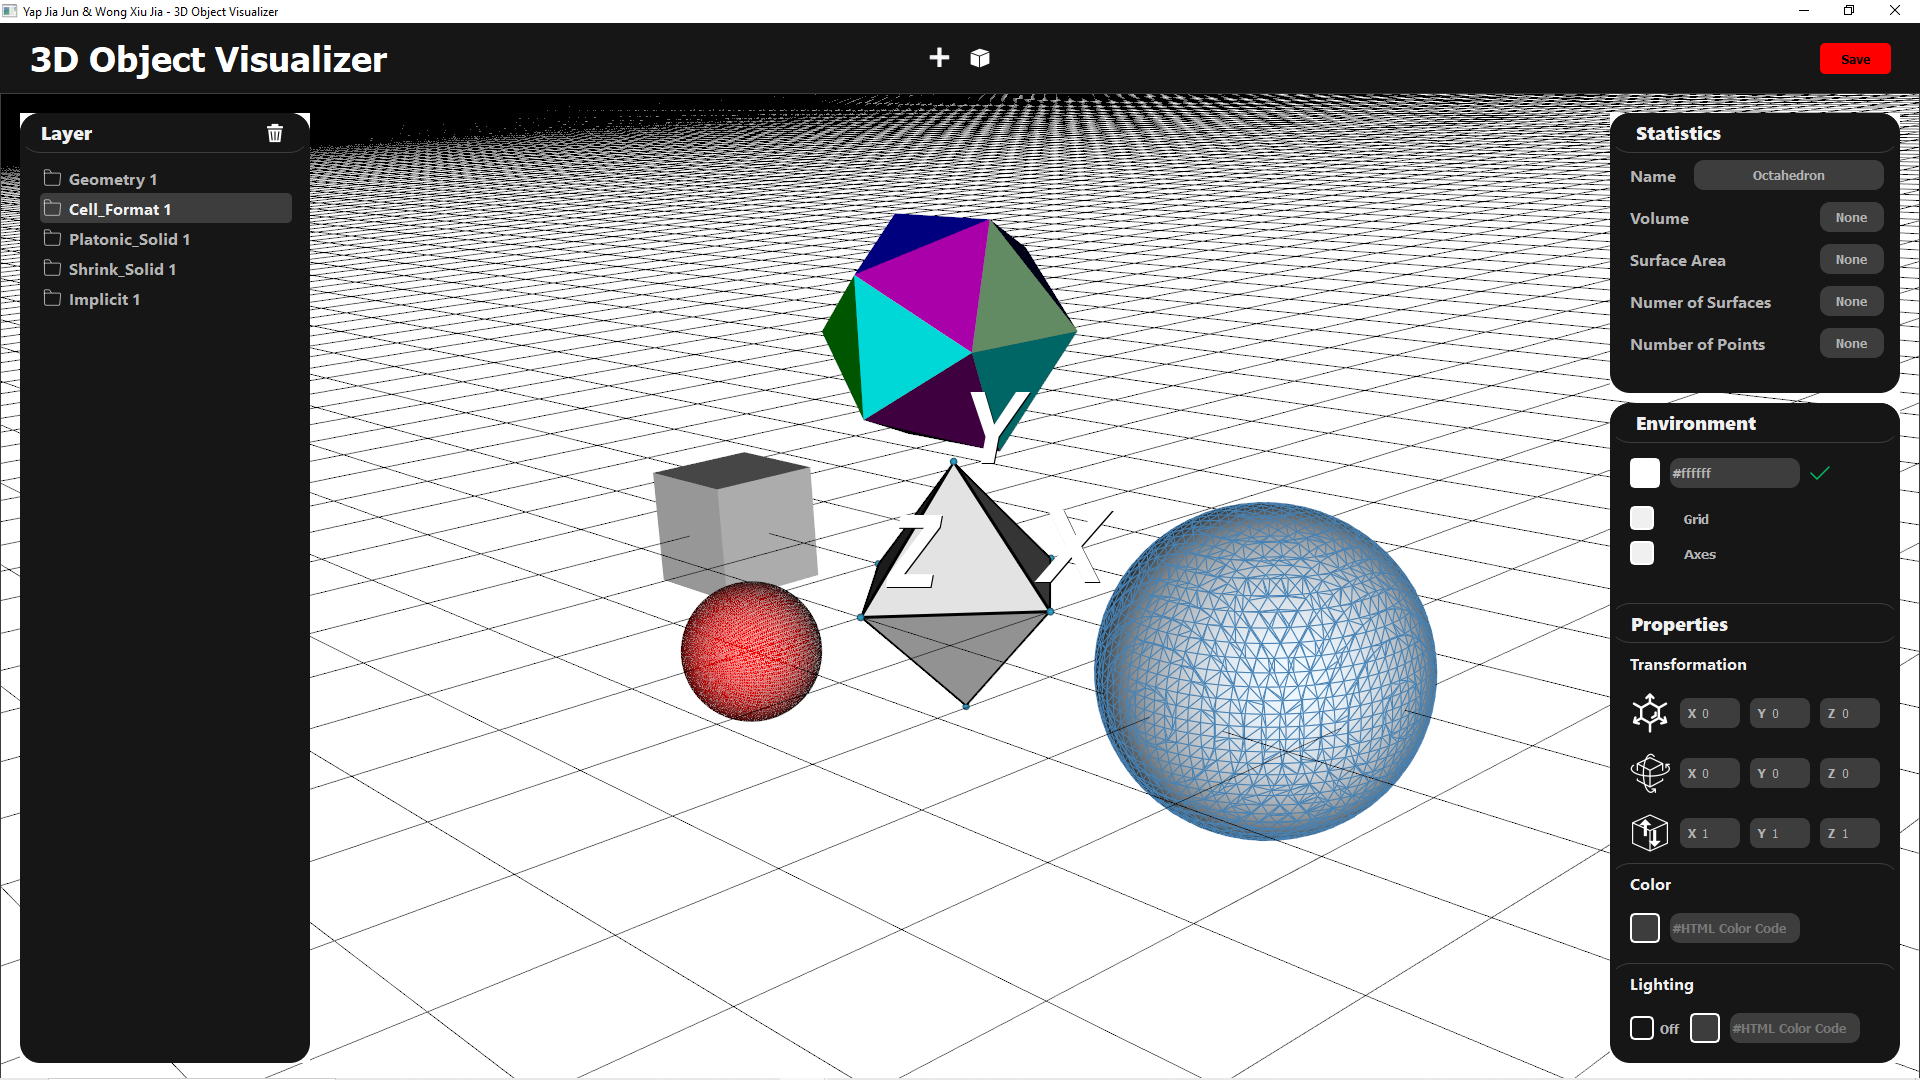 Yap Jia Jun & Wong Xiu Jia - 3D Object Visualizer
3D Object Visualizer
Save
Layer
Geometry 1
Cell_Format 1
Platonic_Solid 1
Shrink_Solid 1
Implicit 1
Y
Z
X
Statistics
Name Octahedron
Volume None
Surface Area None
Numer of Surfaces None
Number of Points None
Environment
#ffffff
Grid
Axes
Properties
Transformation
X 0 Y 0 Z 0
X 0 Y 0 Z 0
X 1 Y 1 Z 1
Color
#HTML Color Code
Lighting
Off #HTML Color Code